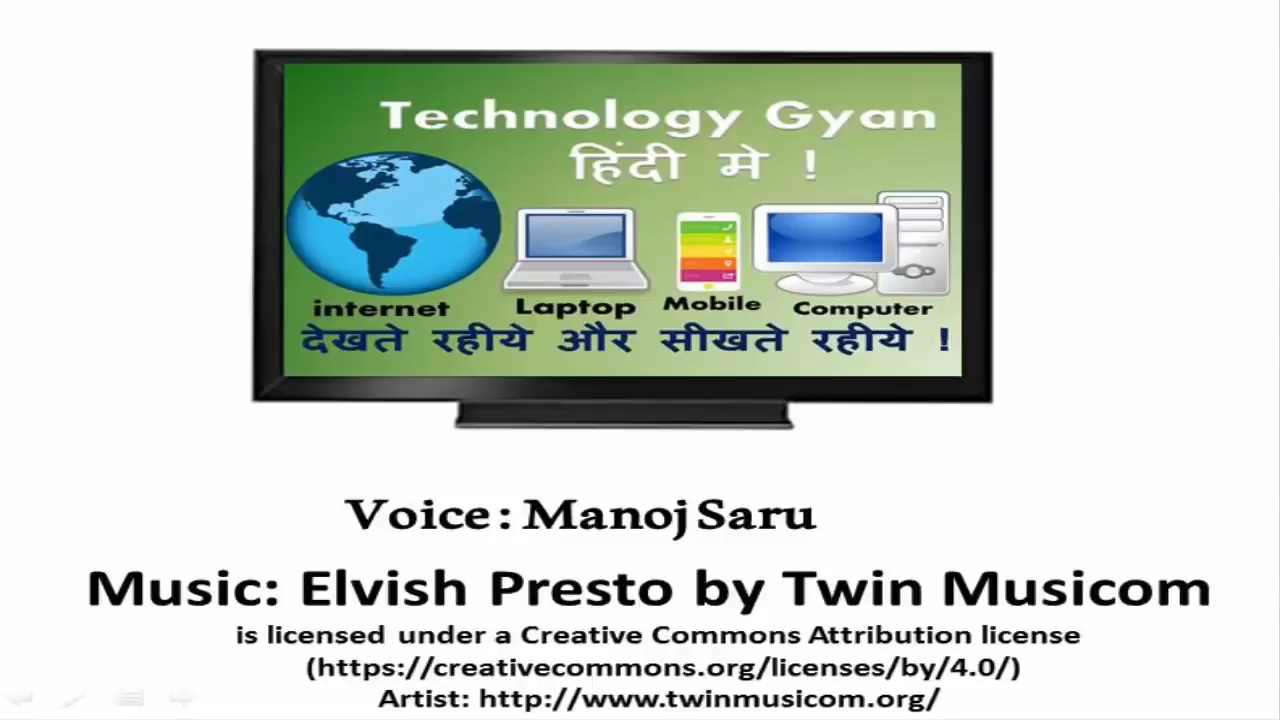 Technology Gyan
हिंदी मे !
internet Laptop Mobile Computer
देखते रहीये और सीखते रहीये !
Voice : Manoj Saru
Music: Elvish Presto by Twin Musicom
is licensed under a Creative Commons Attribution license
(https://creativecommons.org/licenses/by/4.0/)
Artist: http://www.twinmusicom.org/